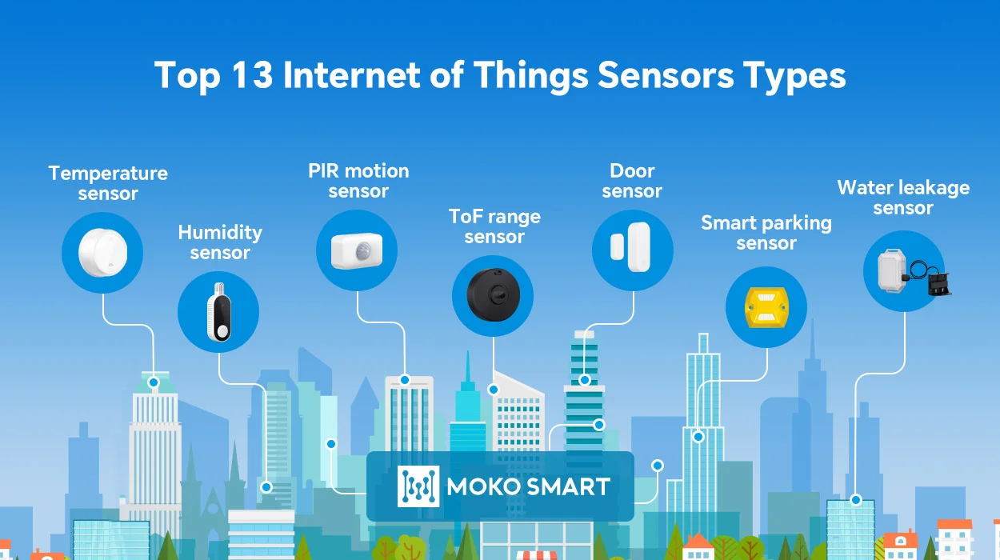 Top 13 Internet of Things Sensors Types
Temperature
sensor
Humidity
sensor
PIR motion
sensor
ToF range
sensor
Door
sensor
Smart parking
sensor
Water leakage
sensor
MOKO SMART